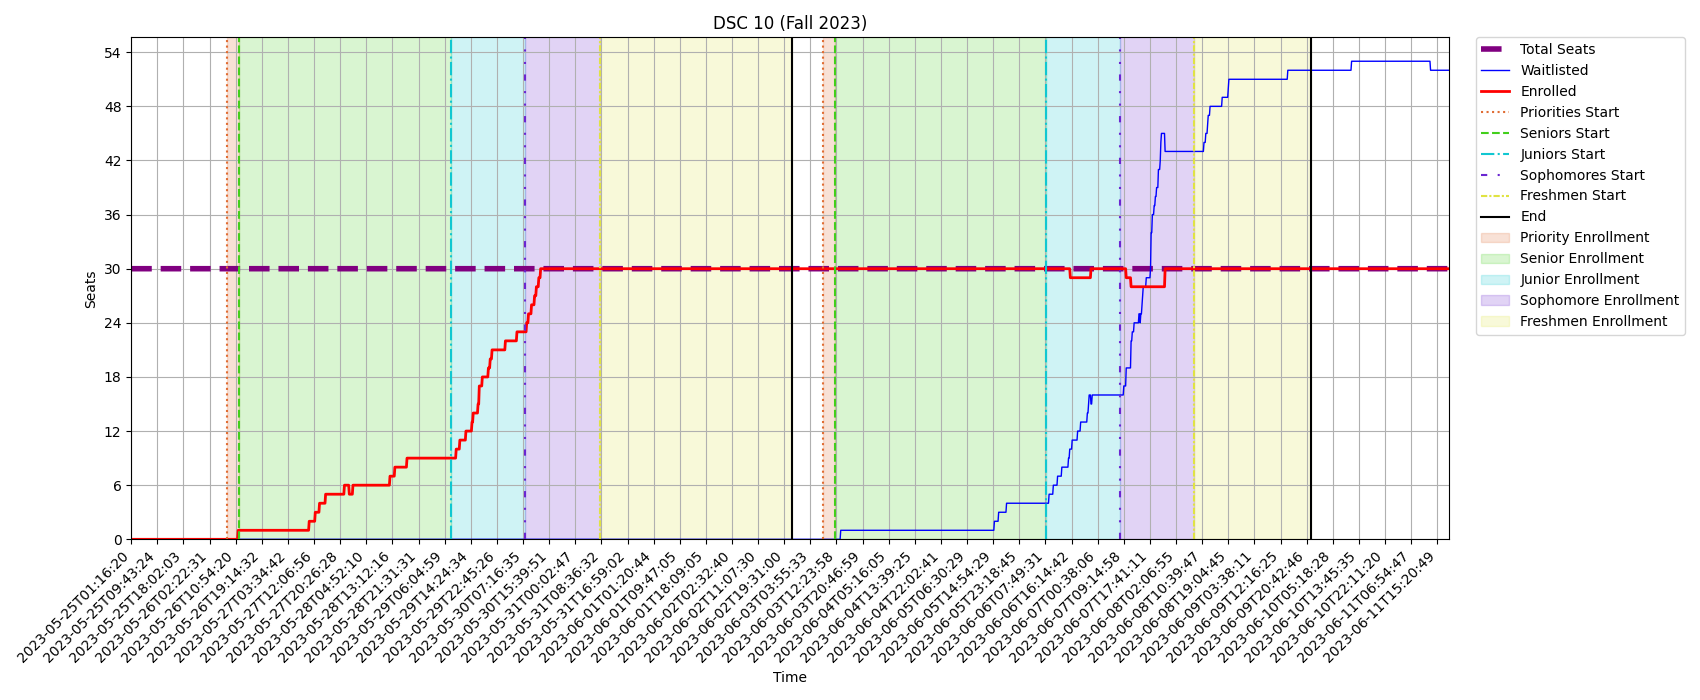 DSC 10 (Fall 2023)
54
48
42
36
30
24
18
12
6
0
Seats
2023-05-25T01:16:20
2023-05-25T09:43:24
2023-05-25T18:02:03
2023-05-26T02:22:31
2023-05-26T10:54:20
2023-05-26T19:14:32
2023-05-27T03:34:42
2023-05-27T12:06:56
2023-05-27T20:26:28
2023-05-28T04:52:10
2023-05-28T13:12:16
2023-05-28T21:31:31
2023-05-29T06:04:59
2023-05-29T14:24:34
2023-05-29T22:45:26
2023-05-30T07:16:35
2023-05-30T15:39:51
2023-05-31T00:02:47
2023-05-31T08:36:32
2023-05-31T16:59:02
2023-06-01T01:20:44
2023-06-01T09:47:05
2023-06-01T18:09:05
2023-06-02T02:32:40
2023-06-02T11:07:30
2023-06-02T19:31:00
2023-06-03T03:55:33
2023-06-03T12:23:58
2023-06-03T20:46:59
2023-06-04T05:16:05
2023-06-04T13:39:25
2023-06-04T22:02:41
2023-06-05T06:30:29
2023-06-05T14:54:29
2023-06-05T23:18:45
2023-06-06T07:49:31
2023-06-06T16:14:42
2023-06-07T00:38:06
2023-06-07T09:14:58
2023-06-07T17:41:11
2023-06-08T02:06:55
2023-06-08T10:39:47
2023-06-08T19:04:45
2023-06-09T03:38:11
2023-06-09T12:16:25
2023-06-09T20:42:46
2023-06-10T05:18:28
2023-06-10T13:45:35
2023-06-10T22:11:20
2023-06-11T06:54:47
2023-06-11T15:20:49
Time
Total Seats
Waitlisted
Enrolled
Priorities Start
Seniors Start
Juniors Start
Sophomores Start
Freshmen Start
End
Priority Enrollment
Senior Enrollment
Junior Enrollment
Sophomore Enrollment
Freshmen Enrollment